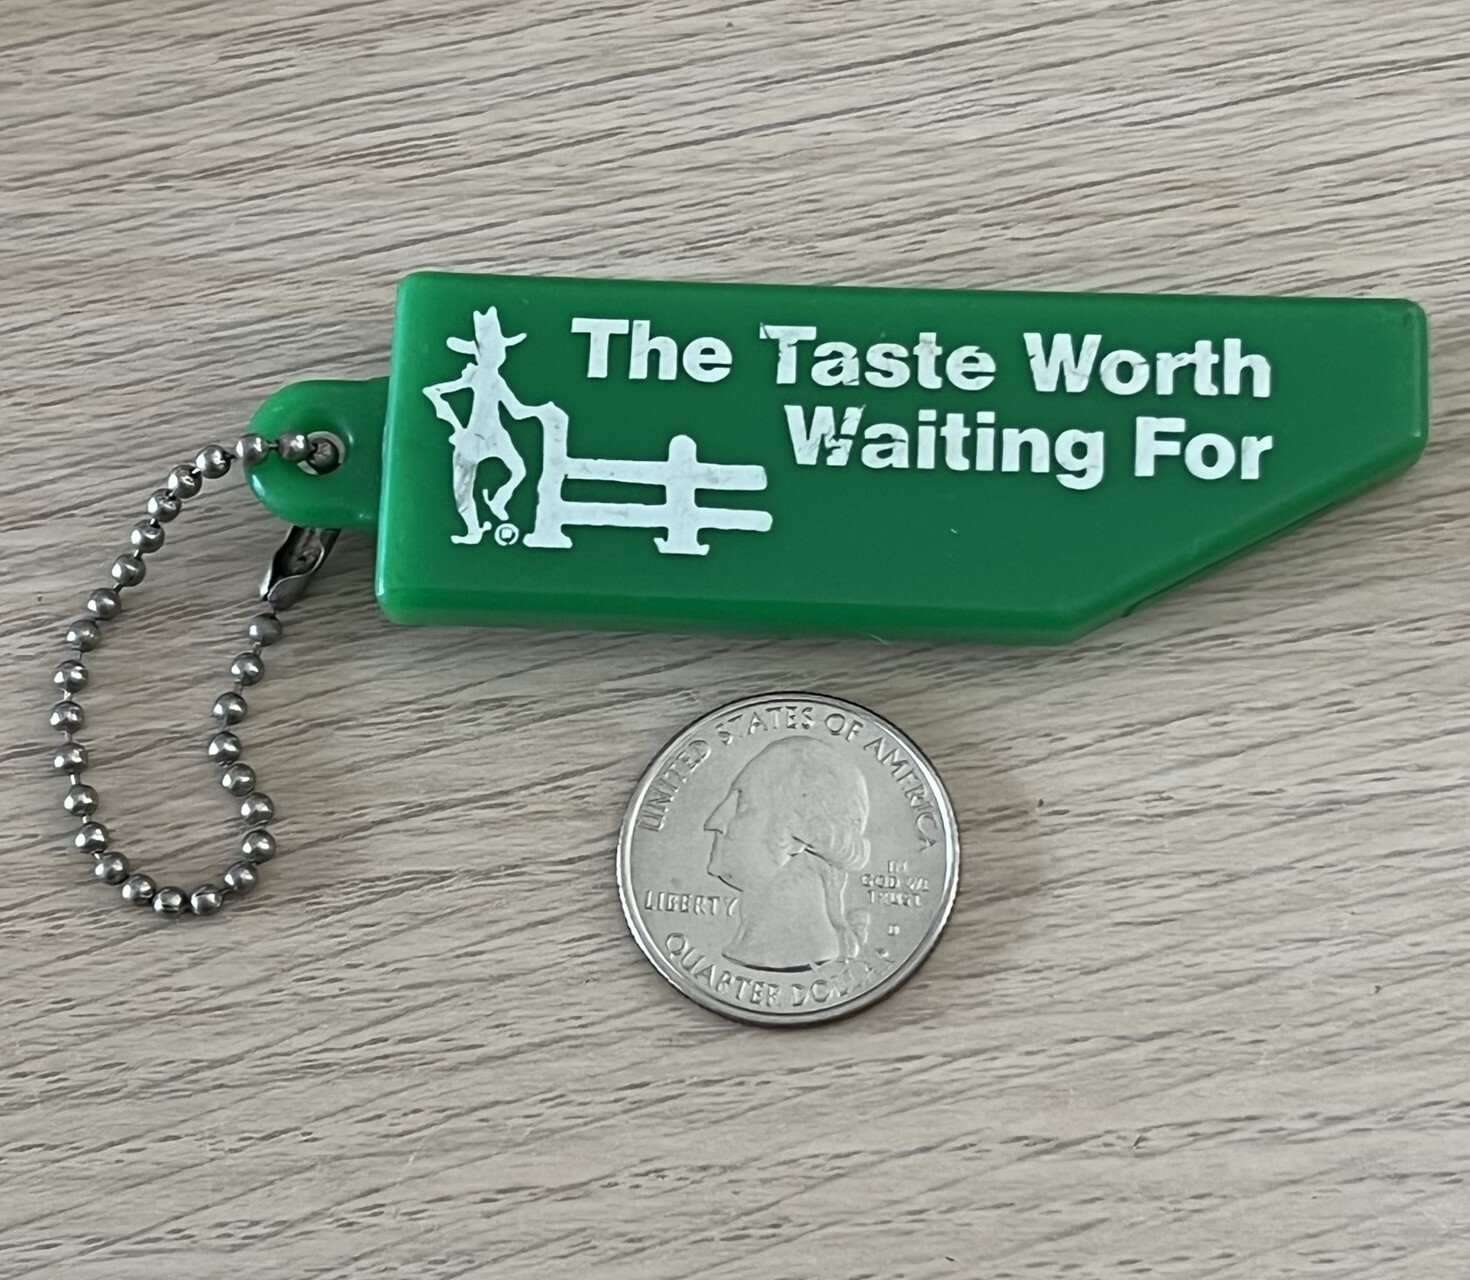 The Taste Worth
Waiting For
®
UNITED STATES OF AMERICA
LIBERTY
IN
GOD WE
TRUST
QUARTER DOLLAR